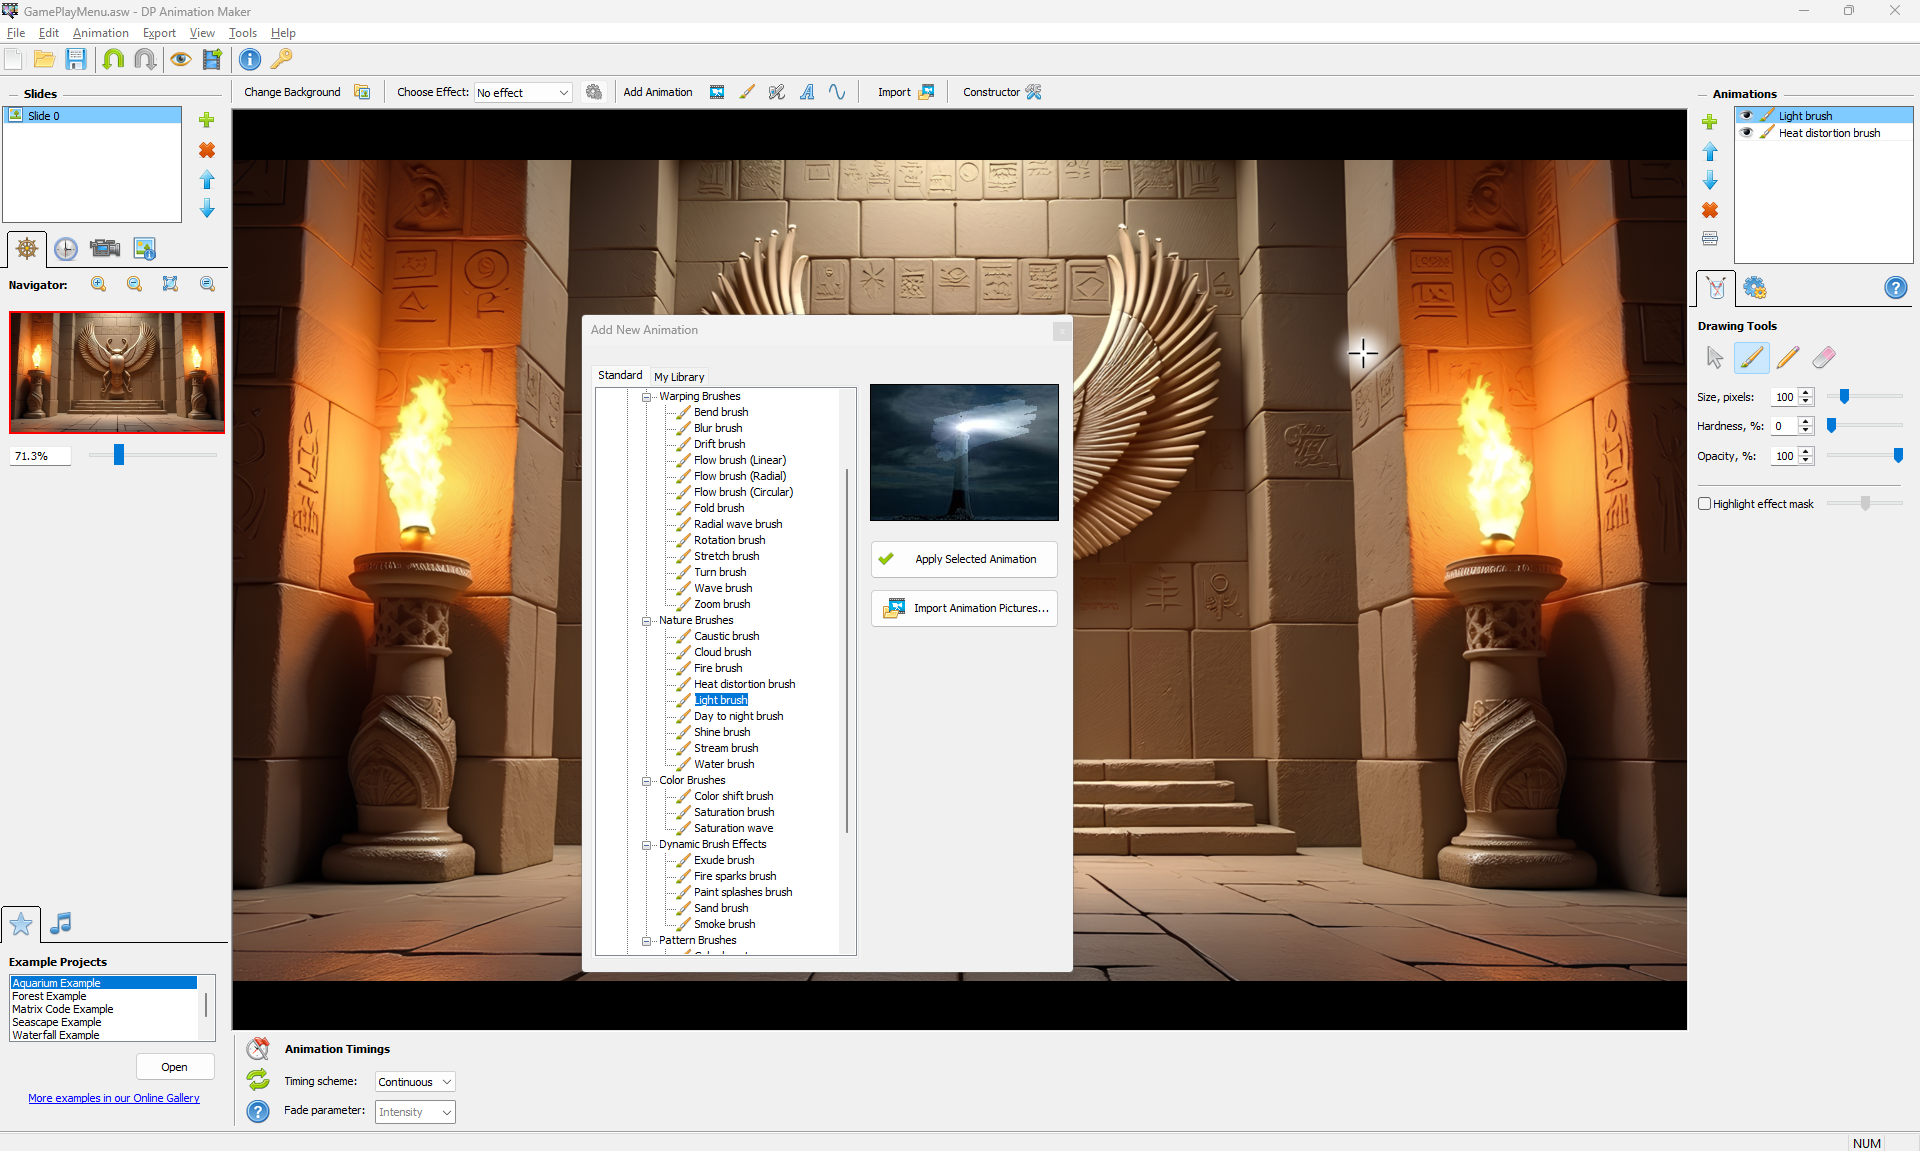 GamePlayMenu.asw - DP Animation Maker
File Edit Animation Export View Tools Help
Slides
Slide 0
Change Background
Choose Effect: No effect
Add Animation
Import
Constructor
Animations
Light brush
Heat distortion brush
Navigator:
71.3%
Drawing Tools
Size, pixels: 100
Hardness, %: 0
Opacity, %: 100
Highlight effect mask
Add New Animation
Standard
My Library
Warping Brushes
Bend brush
Blur brush
Drift brush
Flow brush (Linear)
Flow brush (Radial)
Flow brush (Circular)
Fold brush
Radial wave brush
Rotation brush
Stretch brush
Turn brush
Wave brush
Zoom brush
Nature Brushes
Caustic brush
Cloud brush
Fire brush
Heat distortion brush
Light brush
Day to night brush
Shine brush
Stream brush
Water brush
Color Brushes
Color shift brush
Saturation brush
Saturation wave
Dynamic Brush Effects
Exude brush
Fire sparks brush
Paint splashes brush
Sand brush
Smoke brush
Pattern Brushes
Apply Selected Animation
Import Animation Pictures...
Example Projects
Aquarium Example
Forest Example
Matrix Code Example
Seascape Example
Waterfall Example
Open
More examples in our Online Gallery
Animation Timings
Timing scheme: Continuous
Fade parameter: Intensity
NUM